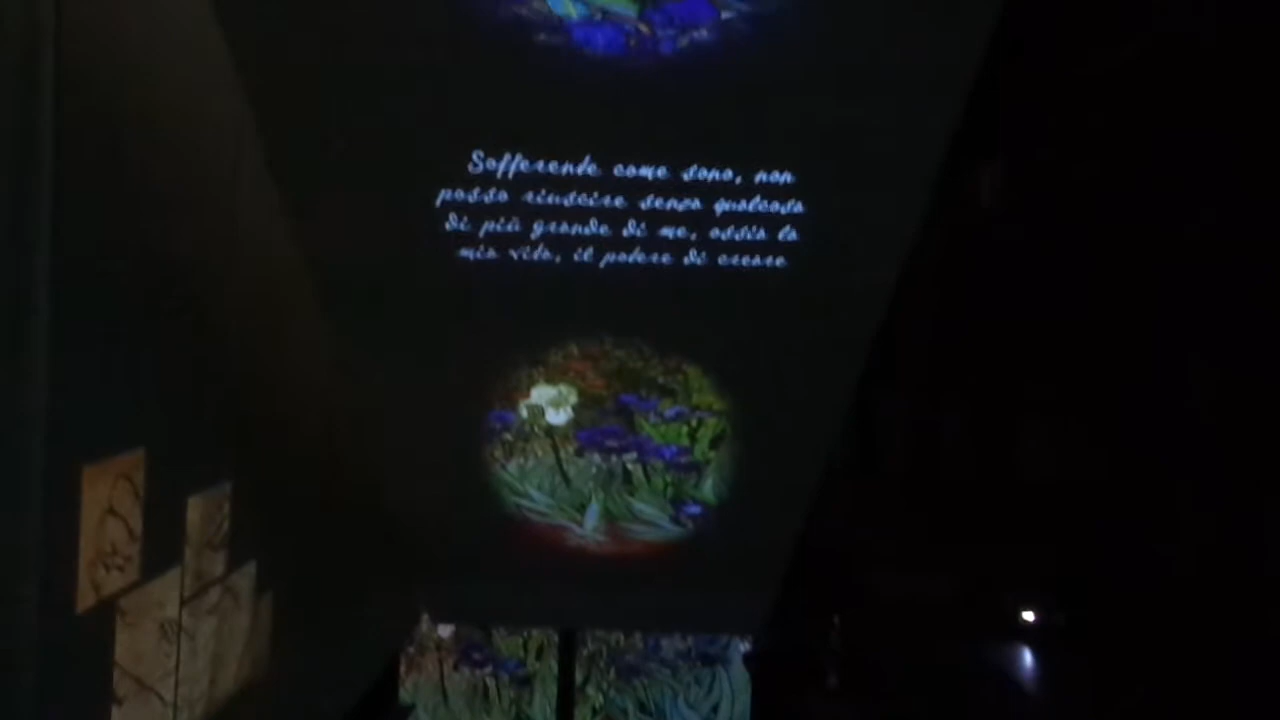 Sofferente come sono, non
posso riuscire senza qualcosa
di più grande di me, ossia la
mia vita, il potere di creare